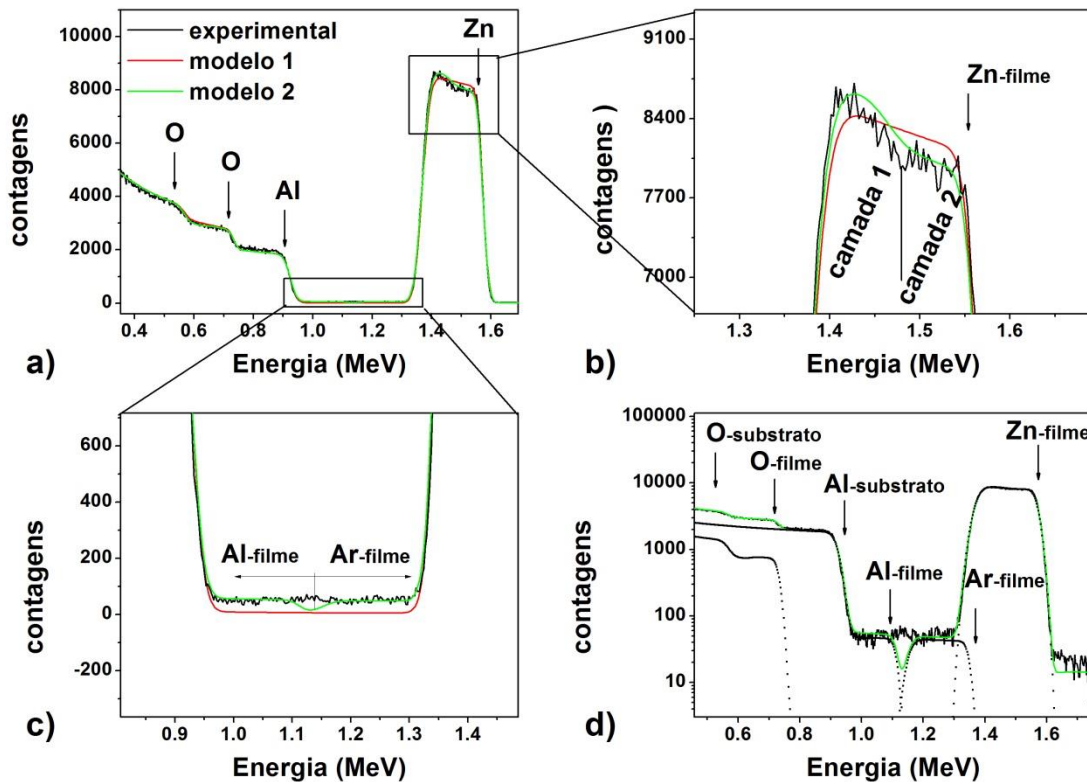 10000
8000
6000
4000
2000
0
contagens
experimental
modelo 1
modelo 2
O
O
Al
Zn
0.4 0.6 0.8 1.0 1.2 1.4 1.6
Energia (MeV)
a)
9100
8400
7700
7000
contagens )
Zn-filme
camada 1
camada 2
1.3 1.4 1.5 1.6
Energia (MeV)
b)
600
400
200
0
-200
contagens
Al-filme
Ar-filme
0.9 1.0 1.1 1.2 1.3 1.4
Energia (MeV)
c)
100000
10000
1000
100
10
contagens
O-substrato
O-filme
Al-substrato
Al-filme
Zn-filme
Ar-filme
0.6 0.8 1.0 1.2 1.4 1.6
Energia (MeV)
d)